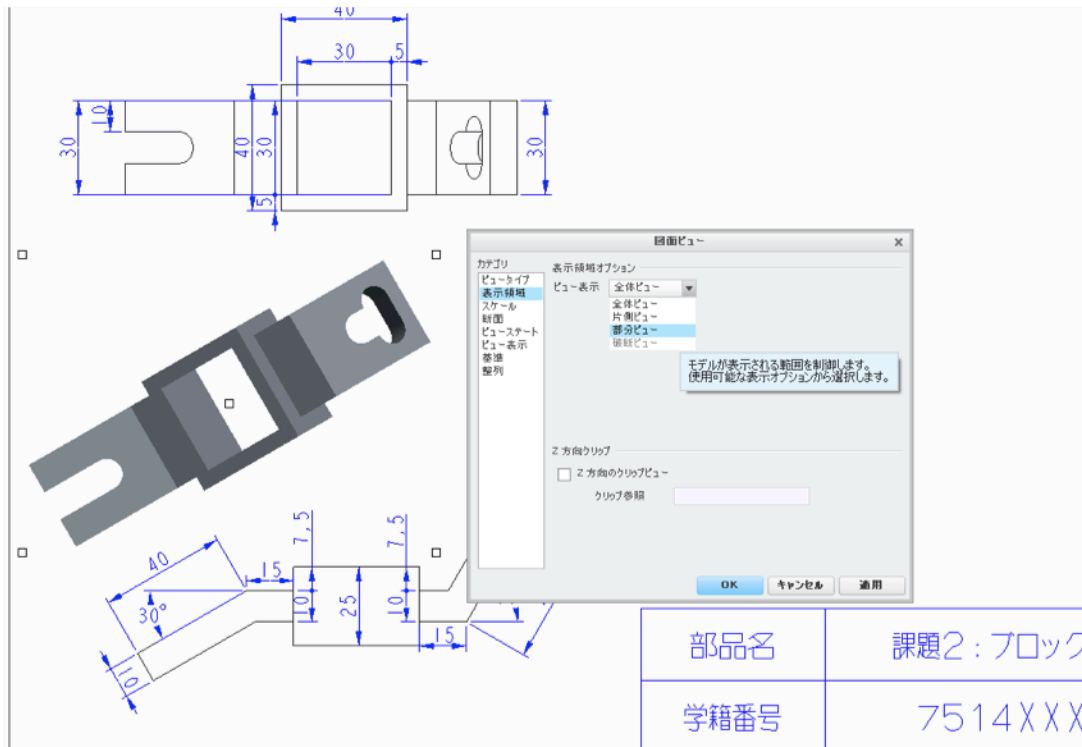 40
30 5
30
10
40
30
5
30
図面ビュー
カテゴリ
ビュータイプ
表示領域
スケール
断面
ビューステート
ビュー表示
基準
整列
表示領域オプション
ビュー表示 全体ビュー
全体ビュー
片側ビュー
部分ビュー
破断ビュー
モデルが表示される範囲を制御します。
使用可能な表示オプションから選択します。
Z 方向クリップ
Z 方向のクリップビュー
クリップ参照
OK キャンセル 適用
40
15
7,5
7,5
30°
10
25
10
15
10
部品名 課題2:ブロック
学籍番号 7514XXX